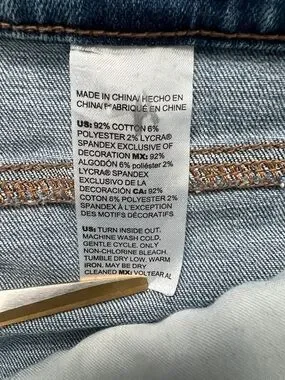 MADE IN CHINA/ HECHO EN
CHINA/FABRIQUÉ EN CHINE
US: 92% COTTON 6%
POLYESTER 2% LYCRA®
SPANDEX EXCLUSIVE OF
DECORATION MX: 92%
ALGODÓN 6% poliéster 2%
LYCRA® SPANDEX
EXCLUSIVO DE LA
DECORACIÓN CA: 92%
COTON 6% POLYESTER 2%
SPANDEX À L'EXCEPTION
DES MOTIFS DÉCORATIFS
US: TURN INSIDE OUT.
MACHINE WASH COLD,
GENTLE CYCLE. ONLY
NON-CHLORINE BLEACH.
TUMBLE DRY LOW. WARM
IRON, MAY BE DRY
CLEANED MX: VOLTEAR AL